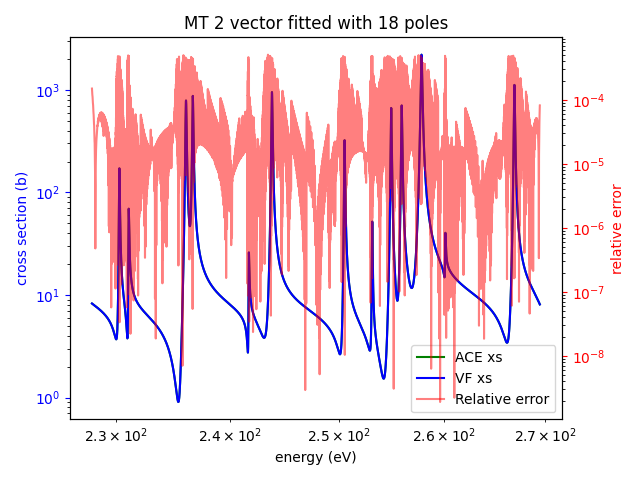 MT 2 vector fitted with 18 poles
10³
10²
10¹
10⁰
cross section (b)
10⁻⁴
10⁻⁵
10⁻⁶
10⁻⁷
10⁻⁸
relative error
ACE xs
VF xs
Relative error
2.3 × 10² 2.4 × 10² 2.5 × 10² 2.6 × 10² 2.7 × 10²
energy (eV)